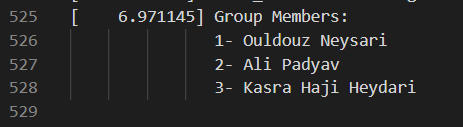 525 [    6.971145] Group Members:
526 1- Ouldouz Neysari
527 2- Ali Padyav
528 3- Kasra Haji Heydari
529